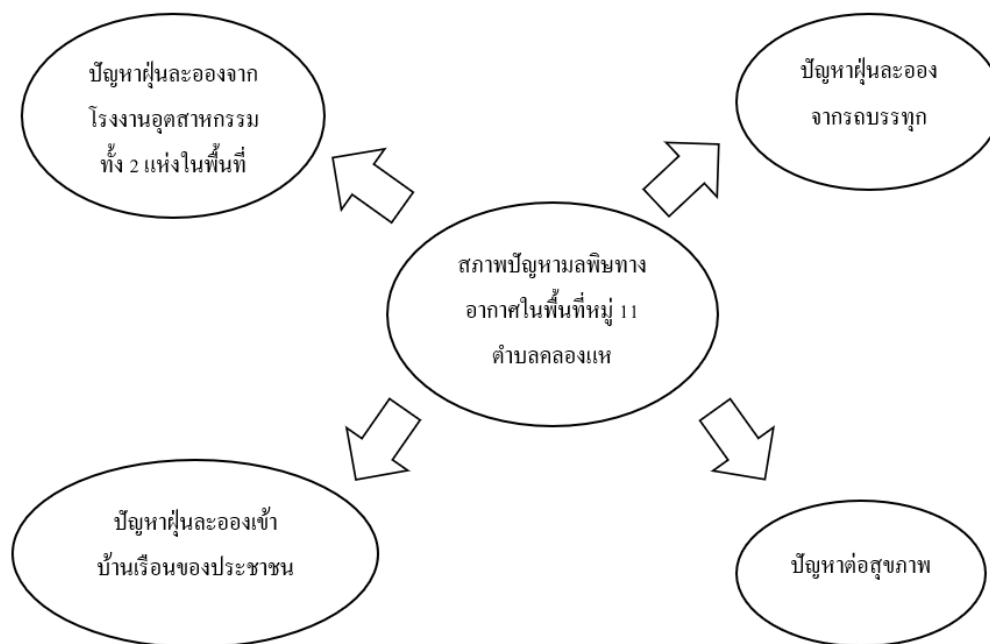 ปัญหาฝุ่นละอองจาก
โรงงานอุตสาหกรรม
ทั้ง 2 แห่งในพื้นที่
ปัญหาฝุ่นละออง
จากรถบรรทุก
สภาพปัญหามลพิษทาง
อากาศในพื้นที่หมู่ 11
ตำบลคลองแห
ปัญหาฝุ่นละอองเข้า
บ้านเรือนของประชาชน
ปัญหาต่อสุขภาพ